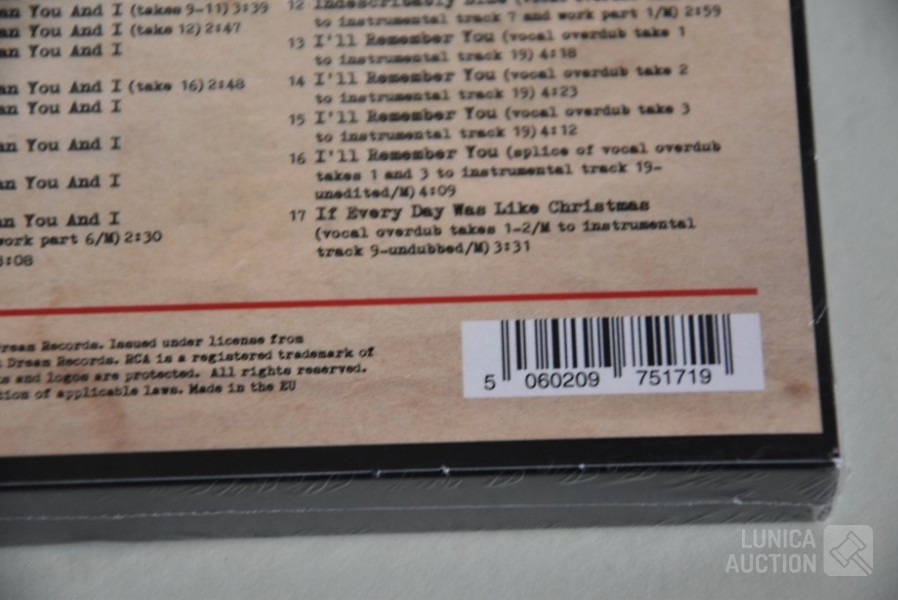 an You And I (takes 9-11) 3:39
an You And I (take 12) 2:47
an You And I
an You And I (take 16) 2:48
an You And I
an You And I
an You And I
an You And I
work part 6/M) 2:30
3:08
12 Indescribably Blue (vocal overdub
to instrumental track 7 and work part 1/M) 2:59
13 I'll Remember You (vocal overdub take 1
to instrumental track 19) 4:18
14 I'll Remember You (vocal overdub take 2
to instrumental track 19) 4:23
15 I'll Remember You (vocal overdub take 3
to instrumental track 19) 4:12
16 I'll Remember You (splice of vocal overdub
takes 1 and 3 to instrumental track 19-
unedited/M) 4:09
17 If Every Day Was Like Christmas
(vocal overdub takes 1-2/M to instrumental
track 9-undubbed/M) 3:31
Dream Records. Issued under license from
Dream Records. RCA is a registered trademark of
and logos are protected. All rights reserved.
of applicable laws. Made in the EU
5 060209 751719
LUNICA
AUCTION